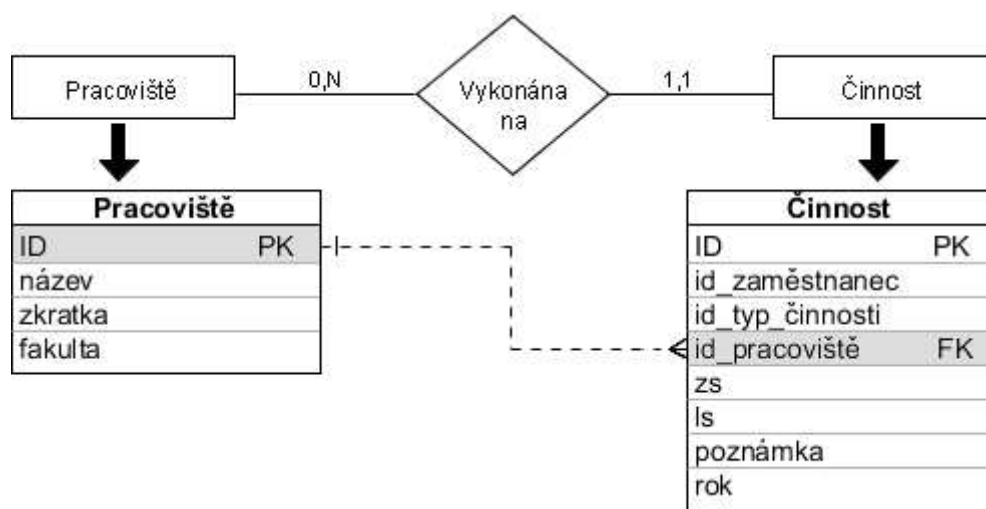 Pracoviště
0,N
Vykonána
na
1,1
Činnost
Pracoviště
ID PK
název
zkratka
fakulta
Činnost
ID PK
id_zaměstnanec
id_typ_činnosti
id_pracoviště FK
zs
ls
poznámka
rok